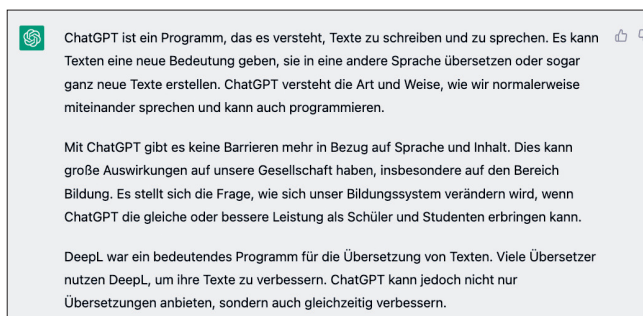 ChatGPT ist ein Programm, das es versteht, Texte zu schreiben und zu sprechen. Es kann
Texten eine neue Bedeutung geben, sie in eine andere Sprache übersetzen oder sogar
ganz neue Texte erstellen. ChatGPT versteht die Art und Weise, wie wir normalerweise
miteinander sprechen und kann auch programmieren.
Mit ChatGPT gibt es keine Barrieren mehr in Bezug auf Sprache und Inhalt. Dies kann
große Auswirkungen auf unsere Gesellschaft haben, insbesondere auf den Bereich
Bildung. Es stellt sich die Frage, wie sich unser Bildungssystem verändern wird, wenn
ChatGPT die gleiche oder bessere Leistung als Schüler und Studenten erbringen kann.
DeepL war ein bedeutendes Programm für die Übersetzung von Texten. Viele Übersetzer
nutzen DeepL, um ihre Texte zu verbessern. ChatGPT kann jedoch nicht nur
Übersetzungen anbieten, sondern auch gleichzeitig verbessern.